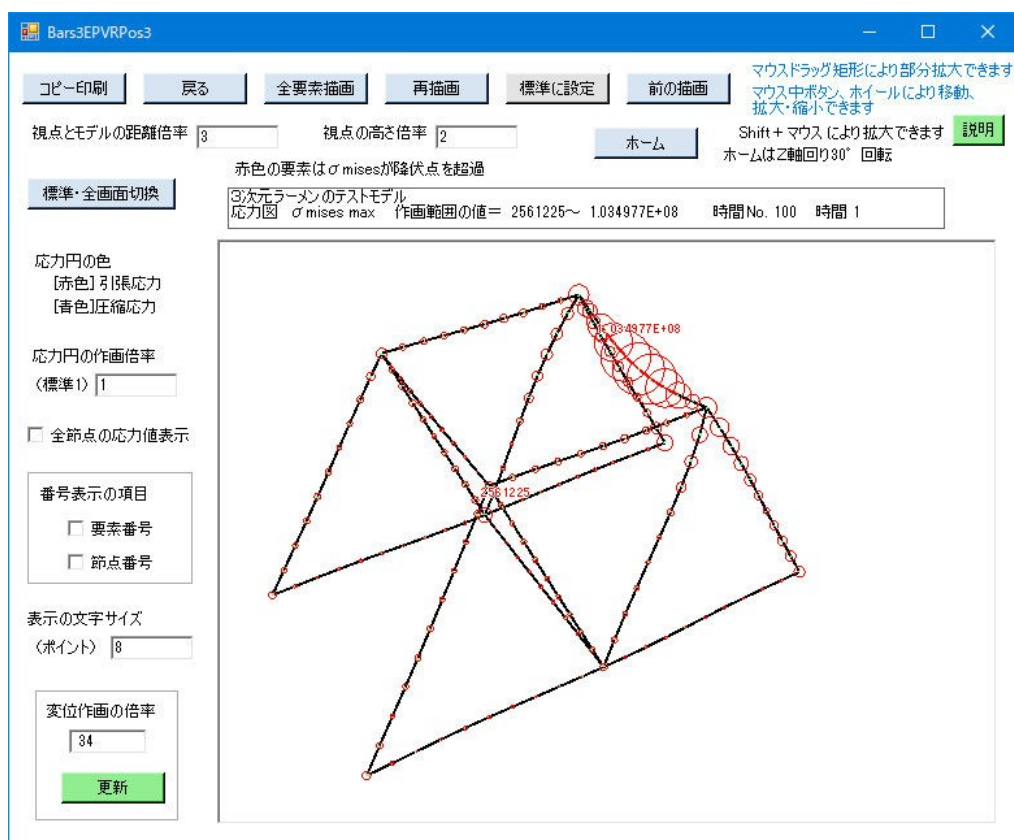 Bars3EPVRPos3
コピー印刷
戻る
全要素描画
再描画
標準に設定
前の描画
マウスドラッグ矩形により部分拡大できます
マウス中ボタン、ホイールにより移動、
拡大・縮小できます
視点とモデルの距離倍率 3
視点の高さ倍率 2
ホーム
Shift+マウスにより拡大できます
説明
ホームはZ軸回り30°回転
赤色の要素はσmisesが降伏点を超過
標準・全画面切換
3次元ラーメンのテストモデル
応力図 σmises max 作画範囲の値= 2561225~ 1.034977E+08 時間No. 100 時間 1
応力円の色
[赤色]引張応力
[青色]圧縮応力
応力円の作画倍率
(標準1) 1
全節点の応力値表示
番号表示の項目
要素番号
節点番号
表示の文字サイズ
(ポイント) 8
変位作画の倍率
34
更新
1.034977E+08
2561225